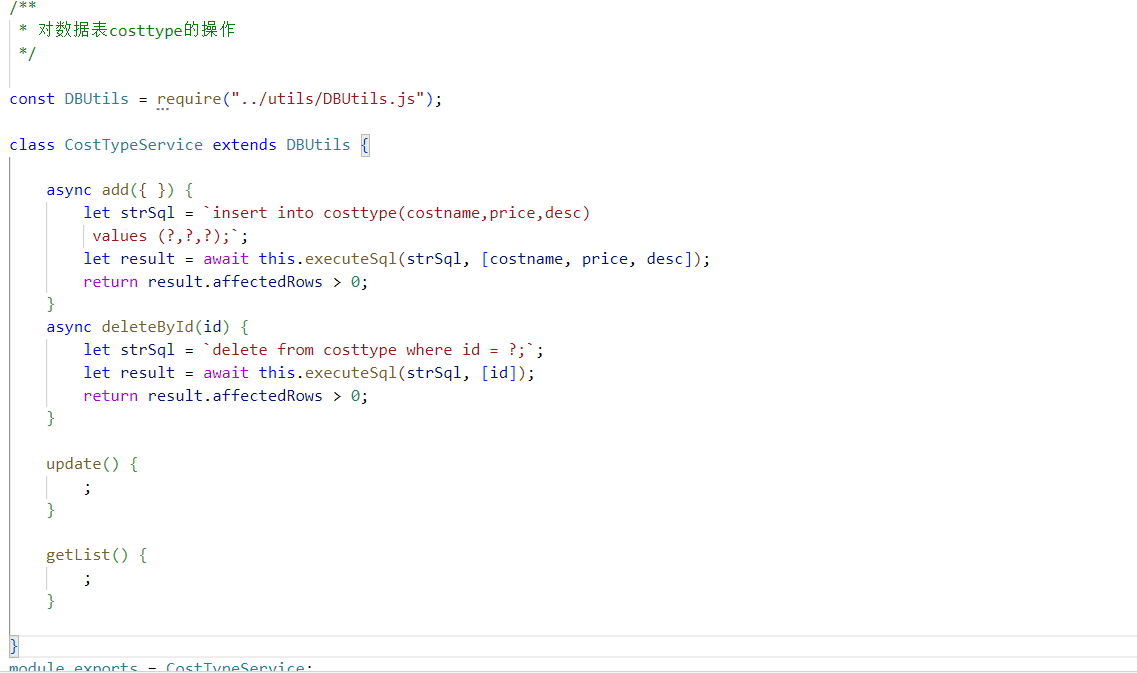 /**
 * 对数据表costtype的操作
 */
const DBUtils = require("../utils/DBUtils.js");
class CostTypeService extends DBUtils {
    async add({ }) {
        let strSql = `insert into costtype(costname,price,desc)
         values (?,?,?);`;
        let result = await this.executeSql(strSql, [costname, price, desc]);
        return result.affectedRows > 0;
    }
    async deleteById(id) {
        let strSql = `delete from costtype where id = ?;`;
        let result = await this.executeSql(strSql, [id]);
        return result.affectedRows > 0;
    }
    update() {
        ;
    }
    getList() {
        ;
    }
}
module.exports = CostTypeService;